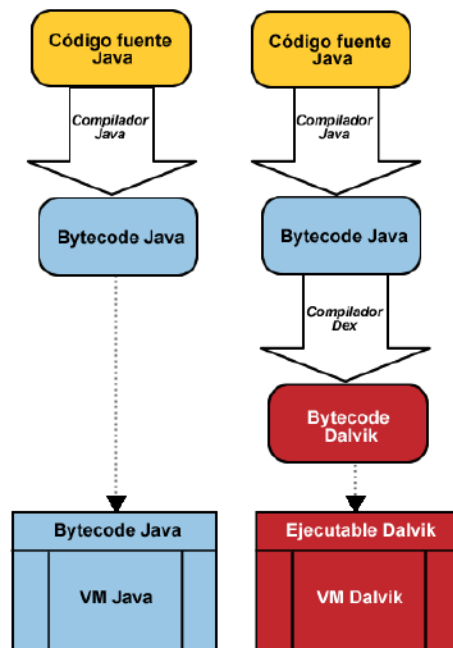 Código fuente
Java
Compilador
Java
Bytecode Java
Bytecode Java
VM Java
Código fuente
Java
Compilador
Java
Bytecode Java
Compilador
Dex
Bytecode
Dalvik
Ejecutable Dalvik
VM Dalvik